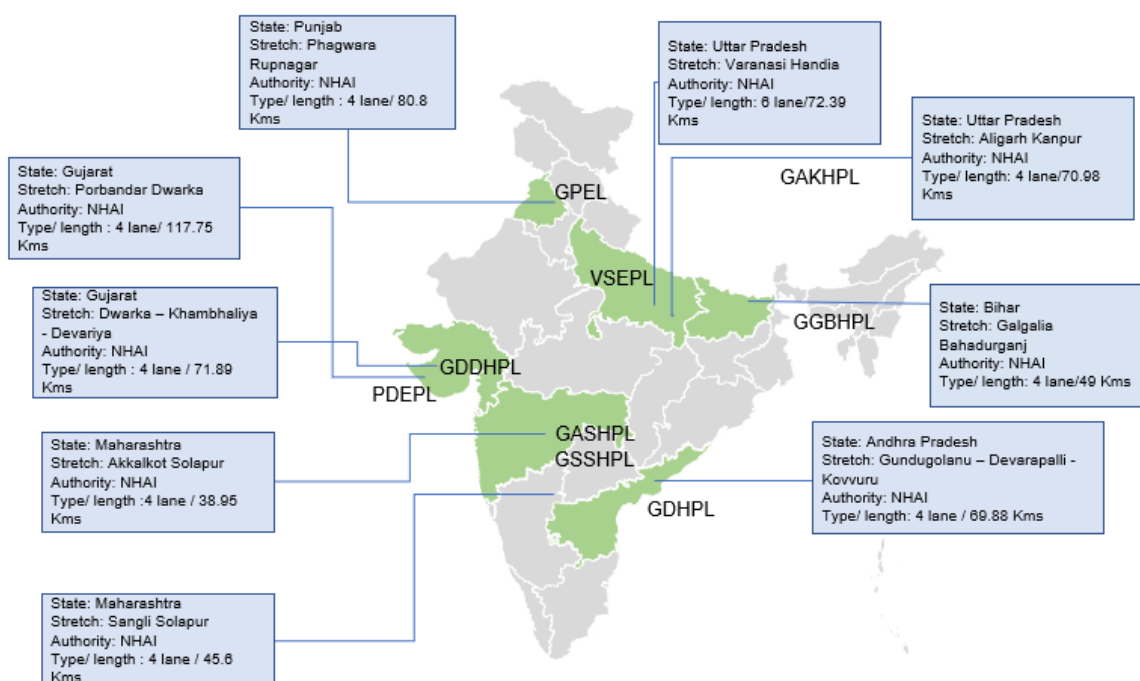 State: Punjab
Stretch: Phagwara
Rupnagar
Authority: NHAI
Type/ length : 4 lane/ 80.8
Kms
State: Uttar Pradesh
Stretch: Varanasi Handia
Authority: NHAI
Type/ length: 6 lane/72.39
Kms
State: Uttar Pradesh
Stretch: Aligarh Kanpur
Authority: NHAI
Type/ length: 4 lane/70.98
Kms
State: Gujarat
Stretch: Porbandar Dwarka
Authority: NHAI
Type/ length : 4 lane/ 117.75
Kms
GAKHPL
GPEL
VSEPL
State: Gujarat
Stretch: Dwarka – Khambhaliya
- Devariya
Authority: NHAI
Type/ length : 4 lane / 71.89
Kms
GGBHPL
State: Bihar
Stretch: Galgalia
Bahadurganj
Authority: NHAI
Type/ length: 4 lane/49 Kms
GDDHPL
PDEPL
State: Maharashtra
Stretch: Akkalkot Solapur
Authority: NHAI
Type/ length :4 lane / 38.95
Kms
GASHPL
GSSHPL
GDHPL
State: Andhra Pradesh
Stretch: Gundugolanu – Devarapalli -
Kovvuru
Authority: NHAI
Type/ length: 4 lane / 69.88 Kms
State: Maharashtra
Stretch: Sangli Solapur
Authority: NHAI
Type/ length : 4 lane / 45.6
Kms